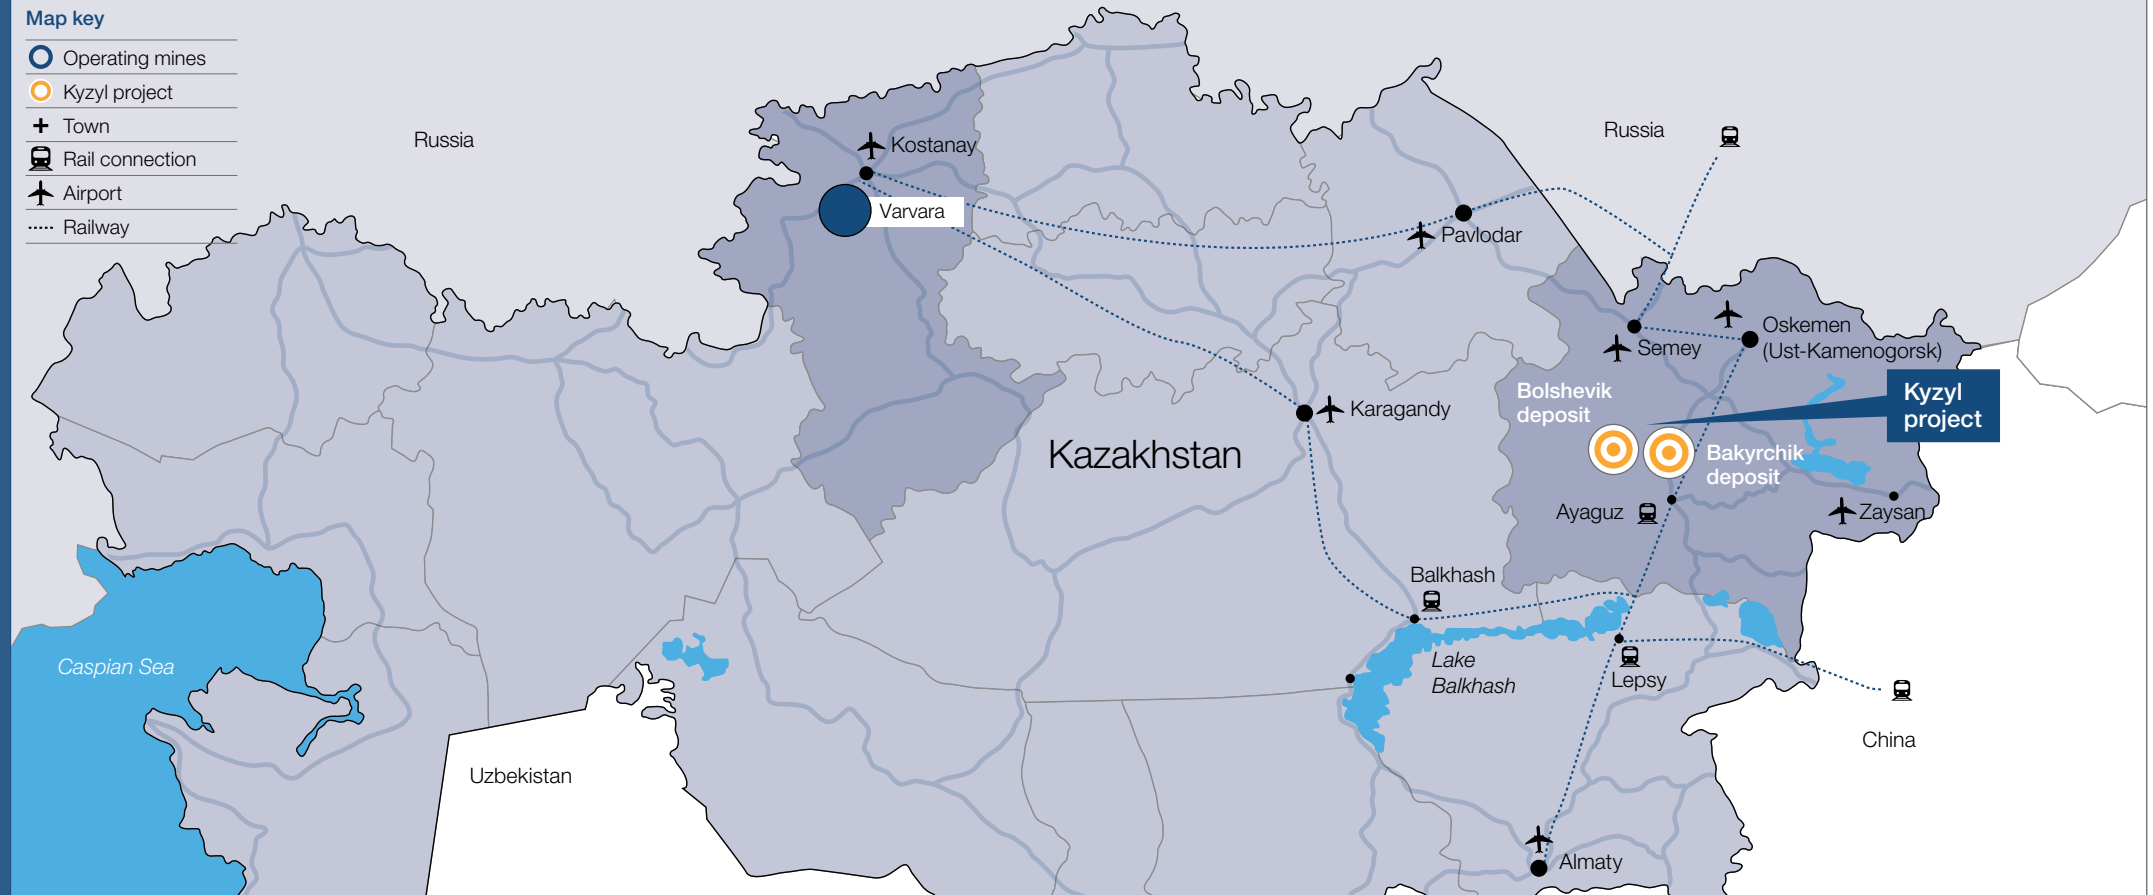 Map key
Operating mines
Kyzyl project
Town
Rail connection
Airport
Railway
Russia
Kostanay
Varvara
Russia
Pavlodar
Semey
Oskemen
(Ust-Kamenogorsk)
Bolshevik
deposit
Kyzyl
project
Karagandy
Kazakhstan
Bakyrchik
deposit
Ayaguz
Zaysan
Balkhash
Lake
Balkhash
Lepsy
Caspian Sea
China
Uzbekistan
Almaty